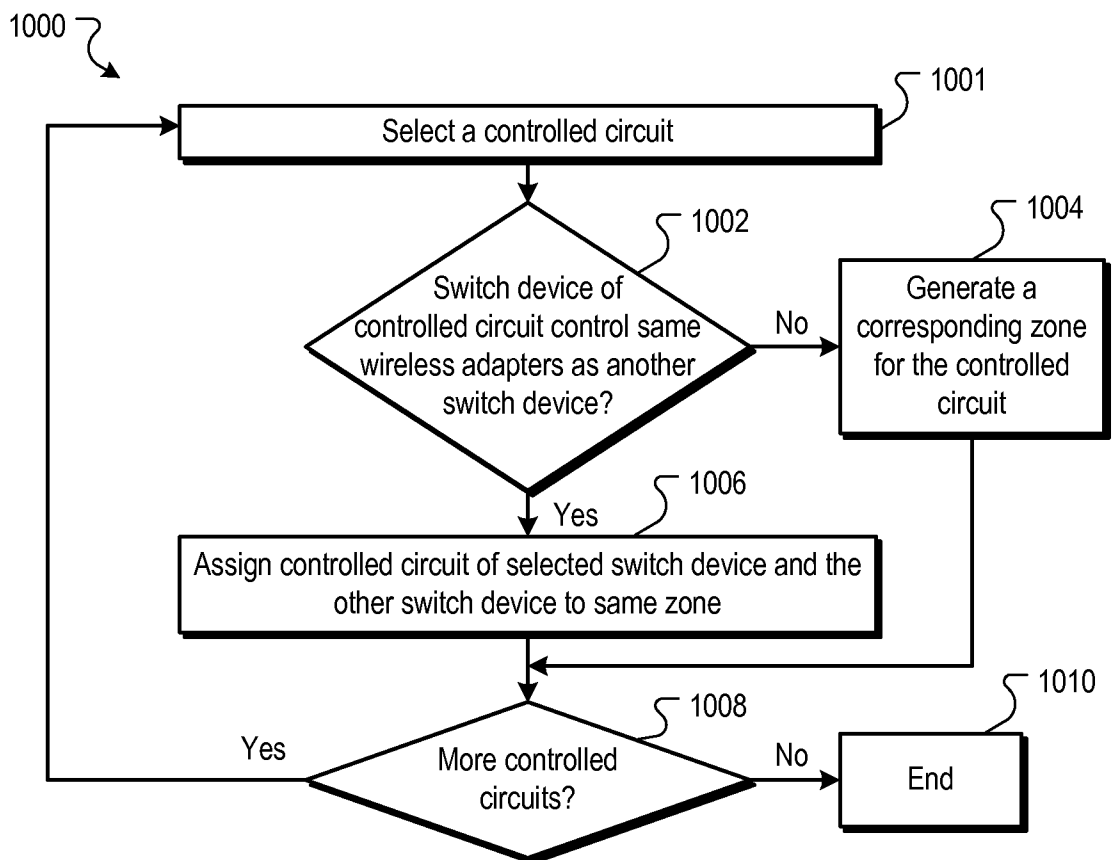 1000
1001
Select a controlled circuit
1002
1004
Switch device of
controlled circuit control same
wireless adapters as another
switch device?
No
Generate a
corresponding zone
for the controlled
circuit
Yes
1006
Assign controlled circuit of selected switch device and the
other switch device to same zone
1008
1010
Yes
More controlled
circuits?
No
End